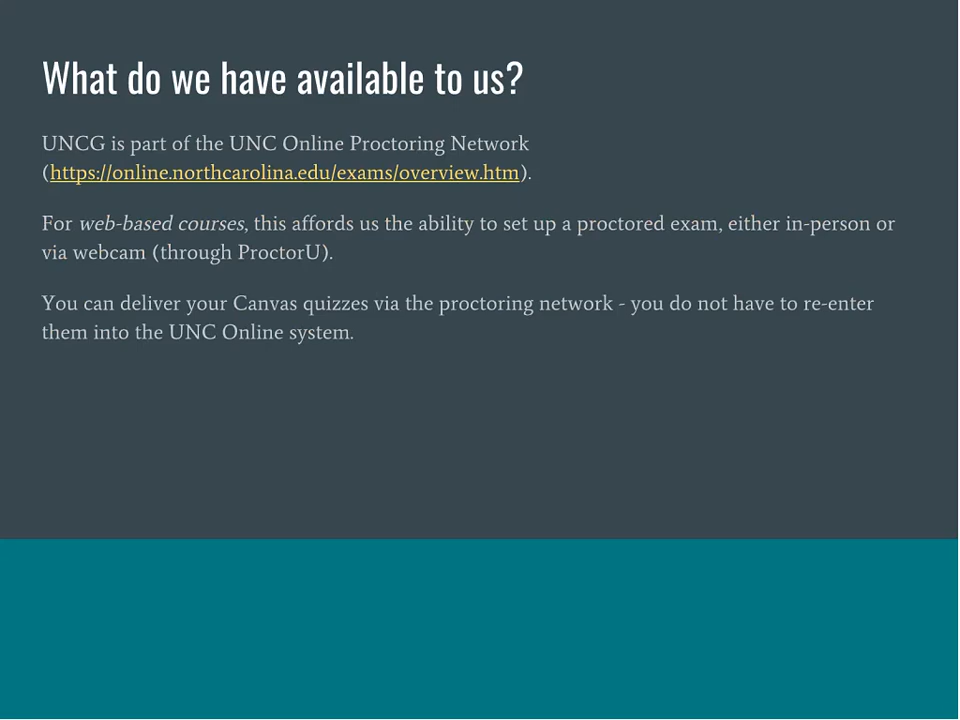 What do we have available to us?
UNCG is part of the UNC Online Proctoring Network
(https://online.northcarolina.edu/exams/overview.htm).
For web-based courses, this affords us the ability to set up a proctored exam, either in-person or
via webcam (through ProctorU).
You can deliver your Canvas quizzes via the proctoring network - you do not have to re-enter
them into the UNC Online system.